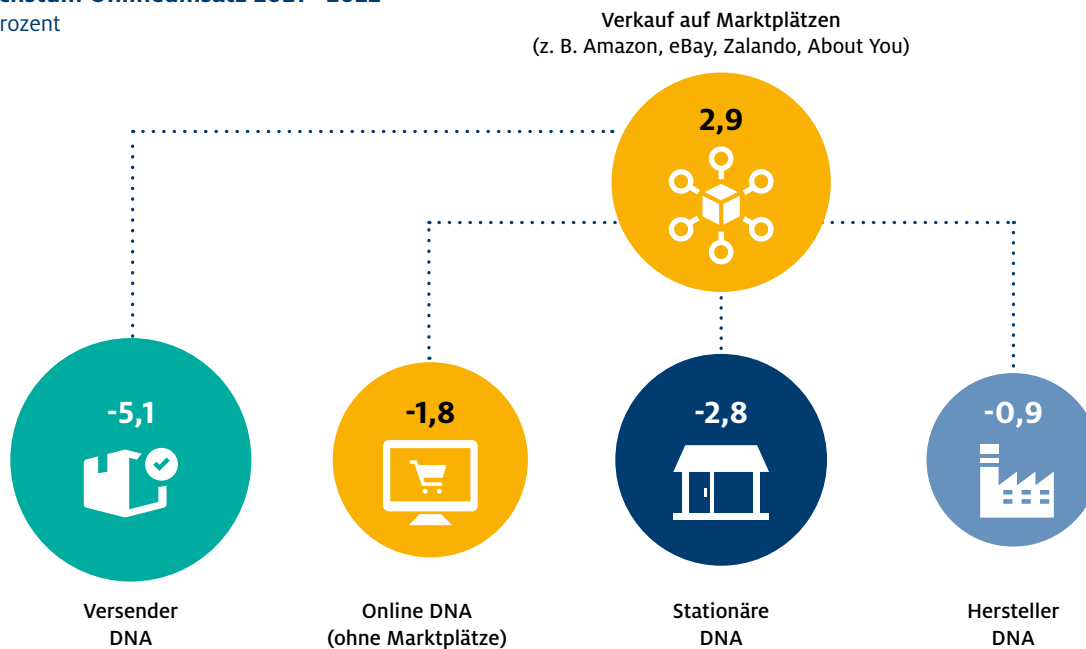 Verkauf auf Marktplätzen
(z. B. Amazon, eBay, Zalando, About You)
2,9
-5,1
-1,8
-2,8
-0,9
Versender
DNA
Online DNA
(ohne Marktplätze)
Stationäre
DNA
Hersteller
DNA